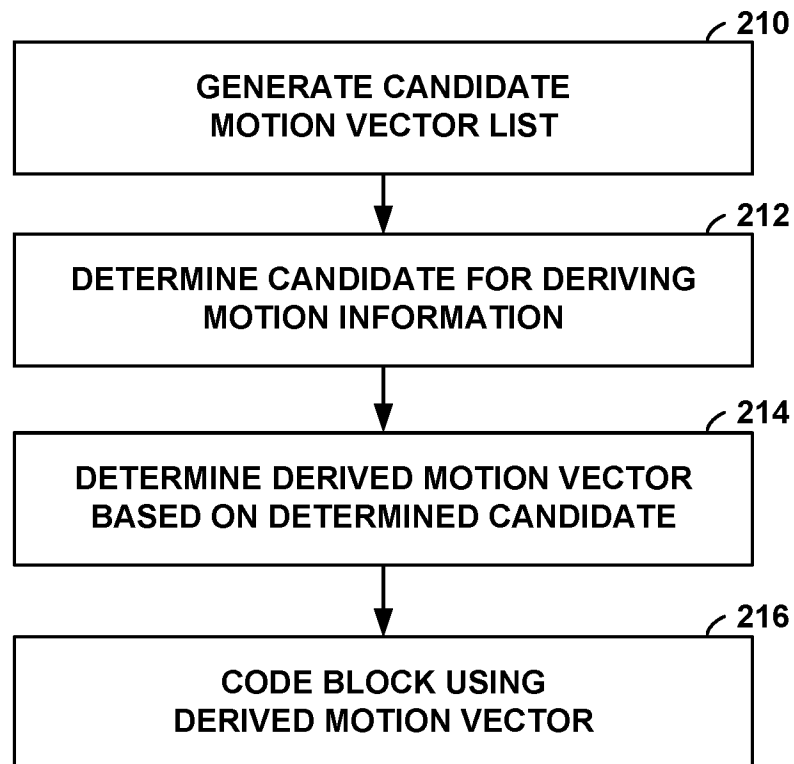 210
GENERATE CANDIDATE
MOTION VECTOR LIST
212
DETERMINE CANDIDATE FOR DERIVING
MOTION INFORMATION
214
DETERMINE DERIVED MOTION VECTOR
BASED ON DETERMINED CANDIDATE
216
CODE BLOCK USING
DERIVED MOTION VECTOR